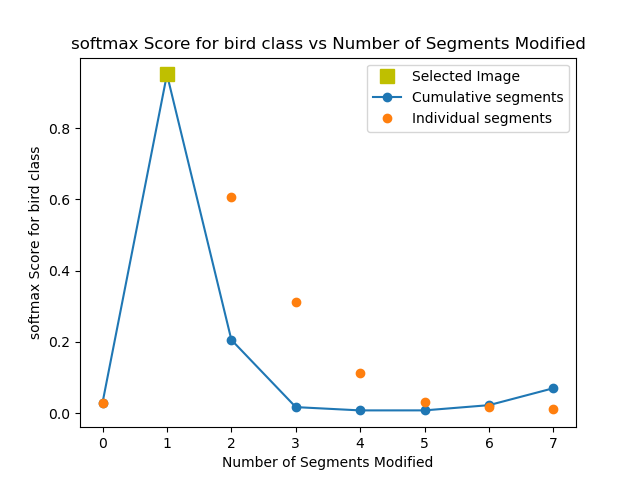 softmax Score for bird class vs Number of Segments Modified
Selected Image
Cumulative segments
Individual segments
softmax Score for bird class
0.8
0.6
0.4
0.2
0.0
0 1 2 3 4 5 6 7
Number of Segments Modified